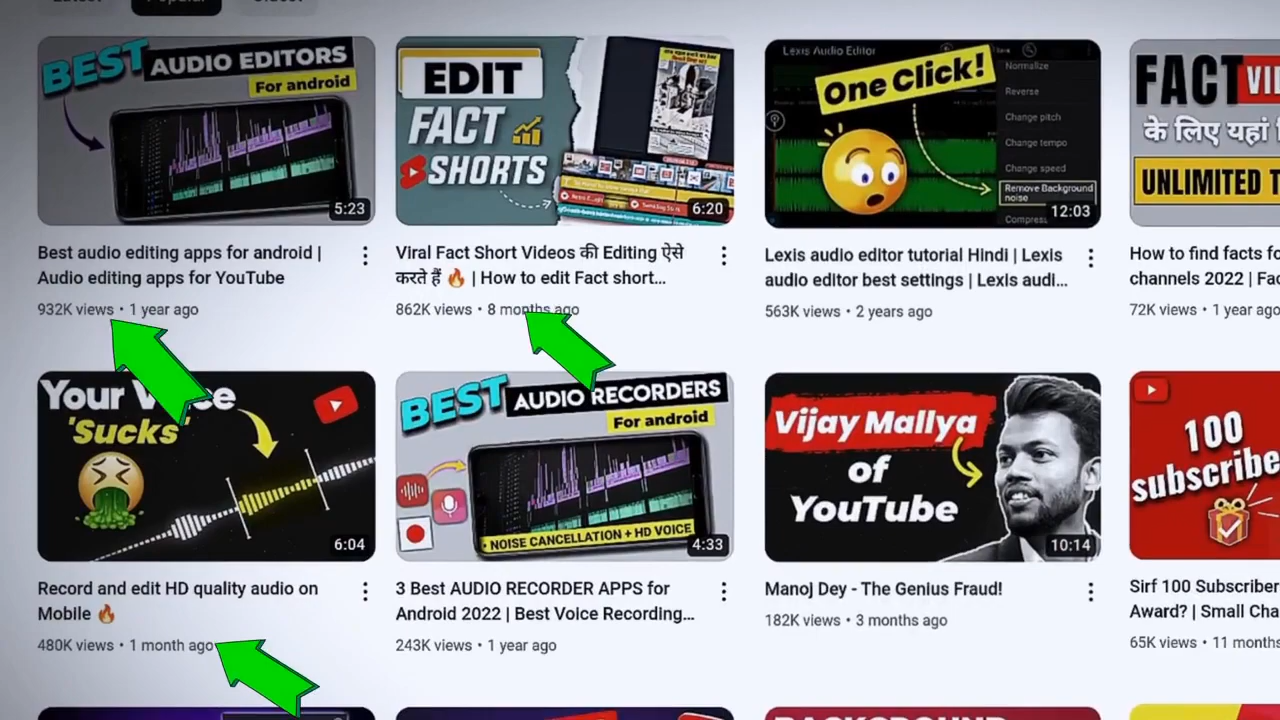 Latest
Popular
Oldest
BEST AUDIO EDITORS
For android
5:23
EDIT
FACT
SHORTS
6:20
Lexis Audio Editor
One Click!
Normalize
Reverse
Change pitch
Change tempo
Change speed
Remove Background
noise
12:03
FACT
के लिए यहां
UNLIMITED
Best audio editing apps for android |
Audio editing apps for YouTube
932K views • 1 year ago
Viral Fact Short Videos की Editing ऐसे
करते हैं 🔥 | How to edit Fact short...
862K views • 8 months ago
Lexis audio editor tutorial Hindi | Lexis
audio editor best settings | Lexis audi...
563K views • 2 years ago
How to find facts
channels 2022 |
72K views • 1 year ago
Your Voice
'Sucks
6:04
BEST AUDIO RECORDERS
For android
• NOISE CANCELLATION + HD VOICE
4:33
Vijay Mallya
of
YouTube
10:14
100
subscribe
Record and edit HD quality audio on
Mobile 🔥
480K views • 1 month ago
3 Best AUDIO RECORDER APPS for
Android 2022 | Best Voice Recording...
243K views • 1 year ago
Manoj Dey - The Genius Fraud!
182K views • 3 months ago
Sirf 100 Subscriber
Award? | Small
65K views • 11 months